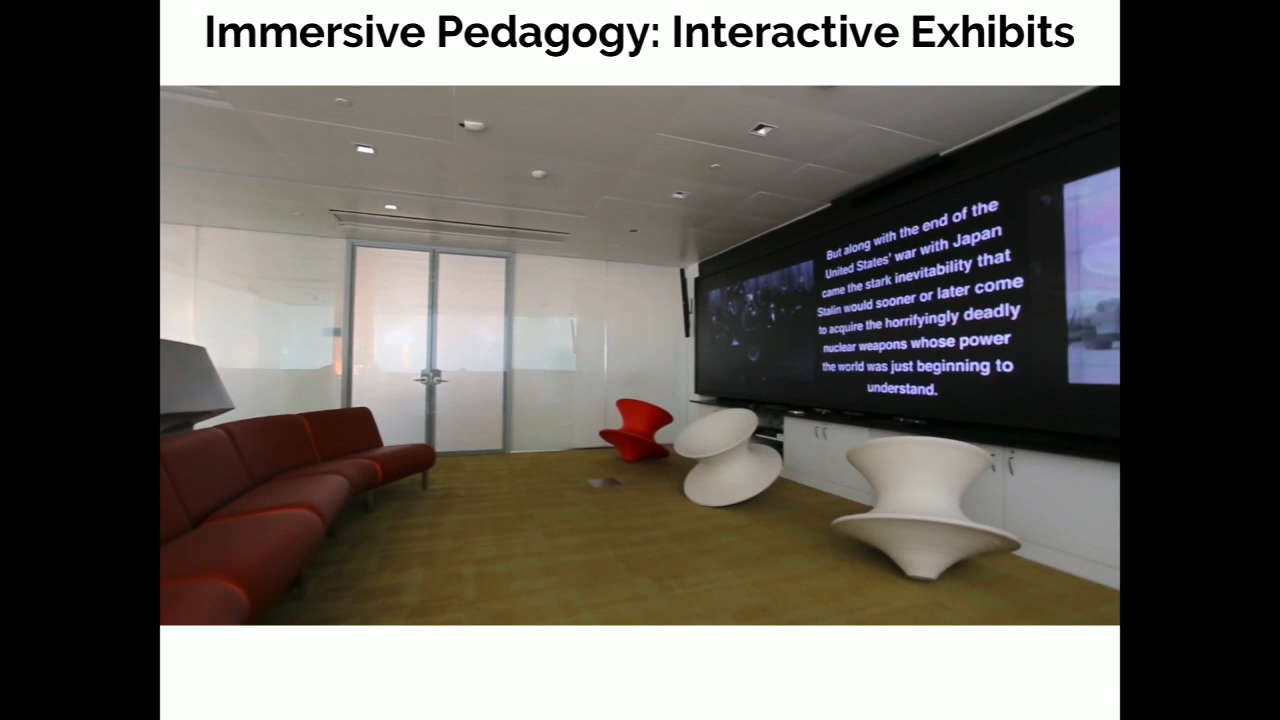 Immersive Pedagogy: Interactive Exhibits
But along with the end of the
United States' war with Japan
came the stark inevitability that
Stalin would sooner or later come
to acquire the horrifyingly deadly
nuclear weapons whose power
the world was just beginning to
understand.